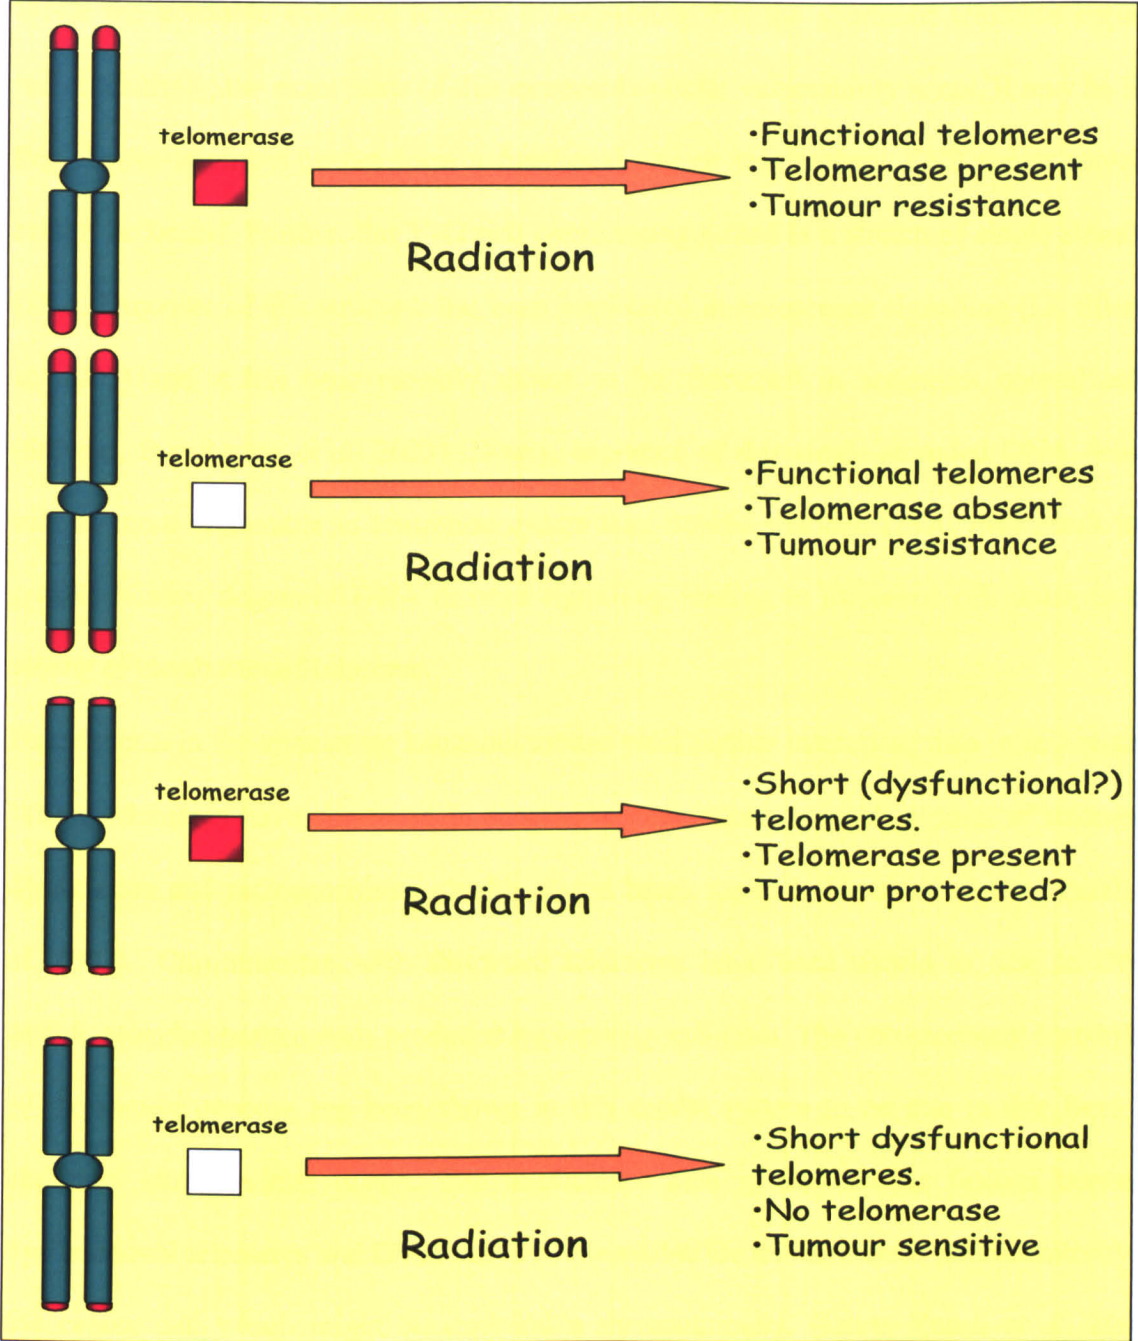 telomerase
•Functional telomeres
•Telomerase present
•Tumour resistance
Radiation
telomerase
•Functional telomeres
•Telomerase absent
•Tumour resistance
Radiation
telomerase
•Short (dysfunctional?)
telomeres.
•Telomerase present
•Tumour protected?
Radiation
telomerase
•Short dysfunctional
telomeres.
•No telomerase
•Tumour sensitive
Radiation